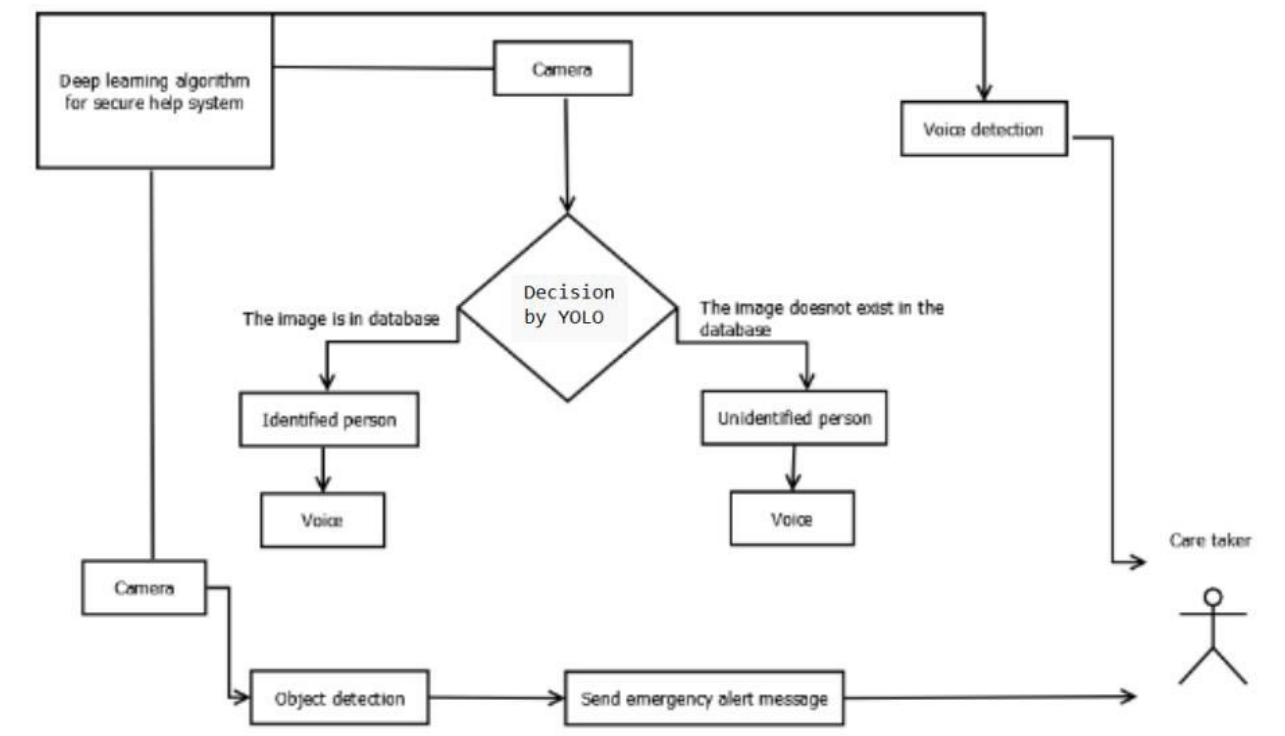 Deep learning algorithm
for secure help system
Camera
Voice detection
Decision
by YOLO
The image is in database
The image doesnot exist in the
database
Identified person
Unidentified person
Voice
Voice
Care taker
Camera
Object detection
Send emergency alert message